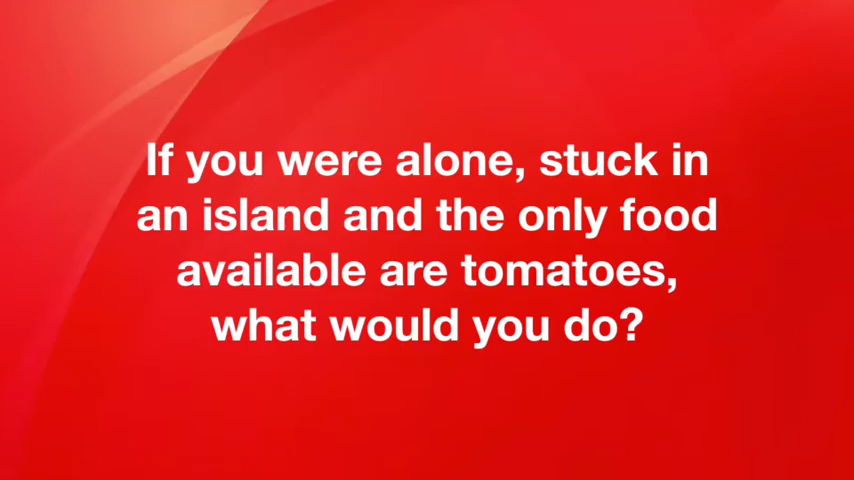 If you were alone, stuck in
an island and the only food
available are tomatoes,
what would you do?